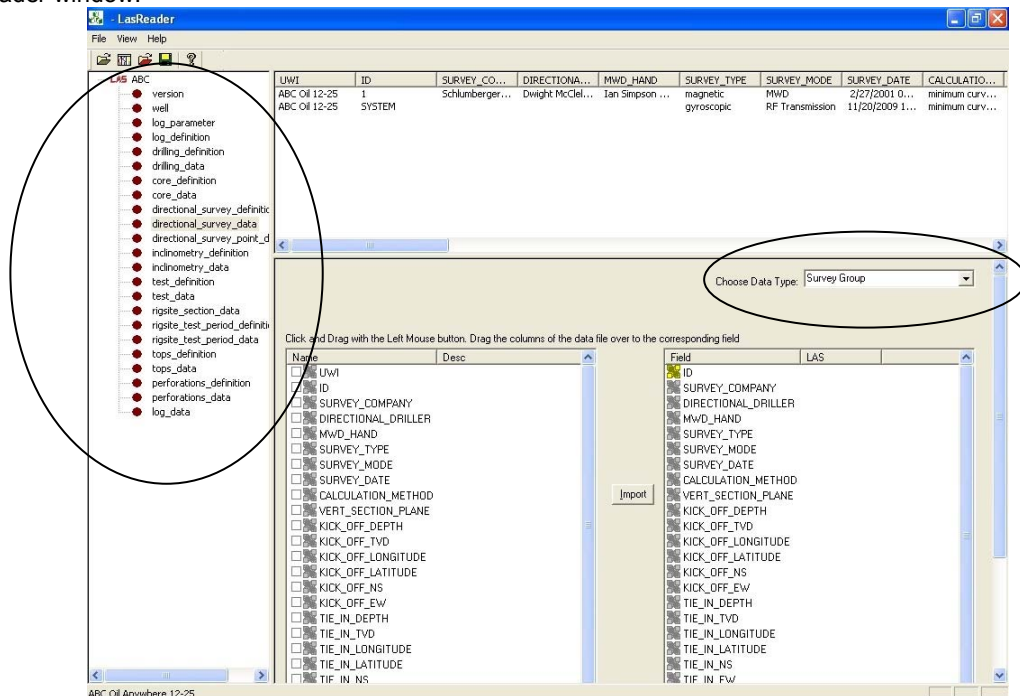 - LasReader
File View Help
LAS ABC
version
well
log_parameter
log_definition
drilling_definition
drilling_data
core_definition
core_data
directional_survey_definitic
directional_survey_data
directional_survey_point_d
inclinometry_definition
inclinometry_data
test_definition
test_data
rigsite_section_data
rigsite_test_period_definiti
rigsite_test_period_data
tops_definition
tops_data
perforations_definition
perforations_data
log_data
UWI ID SURVEY_CO... DIRECTIONA... MWD_HAND SURVEY_TYPE SURVEY_MODE SURVEY_DATE CALCULATIO...
ABC Oil 12-25 1 Schlumberger... Dwight McClel... Ian Simpson ... magnetic MWD 2/27/2001 0... minimum curv...
ABC Oil 12-25 SYSTEM gyroscopic RF Transmission 11/20/2009 1... minimum curv...
Choose Data Type: Survey Group
Click and Drag with the Left Mouse button. Drag the columns of the data file over to the corresponding field
Name Desc
UWI
ID
SURVEY_COMPANY
DIRECTIONAL_DRILLER
MWD_HAND
SURVEY_TYPE
SURVEY_MODE
SURVEY_DATE
CALCULATION_METHOD
VERT_SECTION_PLANE
KICK_OFF_DEPTH
KICK_OFF_TVD
KICK_OFF_LONGITUDE
KICK_OFF_LATITUDE
KICK_OFF_NS
KICK_OFF_EW
TIE_IN_DEPTH
TIE_IN_TVD
TIE_IN_LONGITUDE
TIE_IN_LATITUDE
TIE_IN_NS
Import
Field LAS
ID
SURVEY_COMPANY
DIRECTIONAL_DRILLER
MWD_HAND
SURVEY_TYPE
SURVEY_MODE
SURVEY_DATE
CALCULATION_METHOD
VERT_SECTION_PLANE
KICK_OFF_DEPTH
KICK_OFF_TVD
KICK_OFF_LONGITUDE
KICK_OFF_LATITUDE
KICK_OFF_NS
KICK_OFF_EW
TIE_IN_DEPTH
TIE_IN_TVD
TIE_IN_LONGITUDE
TIE_IN_LATITUDE
TIE_IN_NS
TIE_IN_EW
ABC Oil Anywhere 12-25